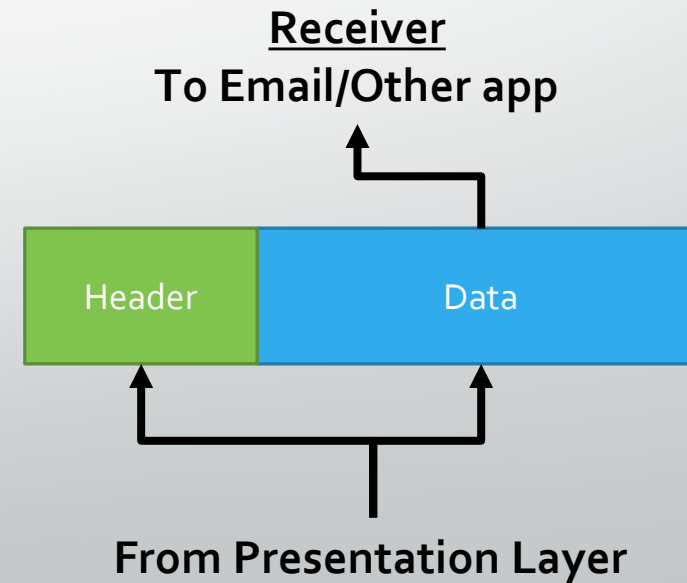 Receiver
To Email/Other app
Header
Data
From Presentation Layer